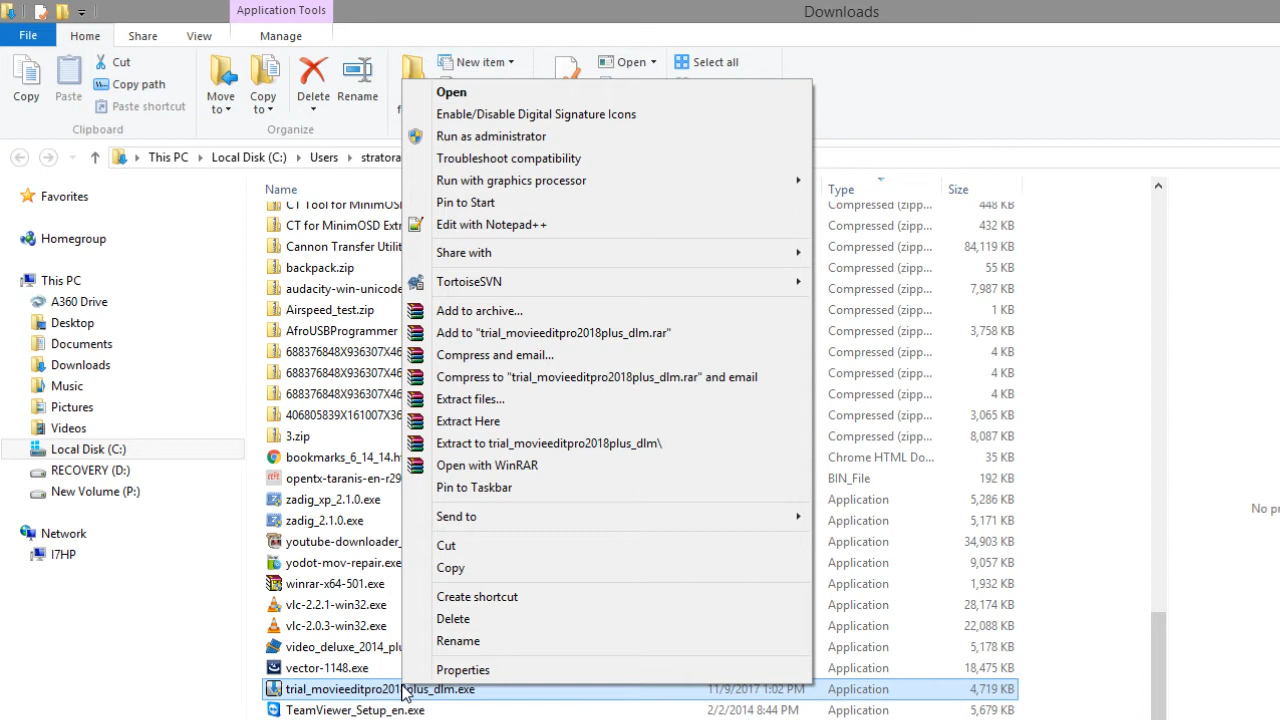 Application Tools
Downloads
File
Home
Share
View
Manage
Copy
Paste
Cut
Copy path
Paste shortcut
Clipboard
Move to
Copy to
Delete
Rename
Organize
New item
Open
Select all
This PC
Local Disk (C:)
Users
Favorites
Homegroup
This PC
A360 Drive
Desktop
Documents
Downloads
Music
Pictures
Videos
Local Disk (C:)
RECOVERY (D:)
New Volume (P:)
Network
I7HP
Name
Type
Size
CT Tool for MinimOS
Compressed (zipp... 448 KB
CT for MinimOSD Ext
Compressed (zipp... 432 KB
Cannon Transfer Utilit
Compressed (zipp... 84,119 KB
backpack.zip
Compressed (zipp... 55 KB
audacity-win-unicode
Compressed (zipp... 7,987 KB
Airspeed_test.zip
Compressed (zipp... 1 KB
AfroUSBProgrammer
Compressed (zipp... 3,758 KB
688376848X936307X46
Compressed (zipp... 4 KB
688376848X936307X46
Compressed (zipp... 4 KB
688376848X936307X46
Compressed (zipp... 4 KB
406805839X161007X36
Compressed (zipp... 3,065 KB
3.zip
Compressed (zipp... 8,087 KB
bookmarks_6_14_14.h
Chrome HTML Do... 35 KB
opentx-taranis-en-r29
BIN_File 192 KB
zadig_xp_2.1.0.exe
Application 5,286 KB
zadig_2.1.0.exe
Application 5,171 KB
youtube-downloader_
Application 34,903 KB
yodot-mov-repair.exe
Application 9,057 KB
winrar-x64-501.exe
Application 1,932 KB
vlc-2.2.1-win32.exe
Application 28,174 KB
vlc-2.0.3-win32.exe
Application 22,088 KB
video_deluxe_2014_plu
Application 5,178 KB
vector-1148.exe
Application 18,475 KB
trial_movieeditpro2018plus_dlm.exe 11/9/2017 1:02 PM Application 4,719 KB
TeamViewer_Setup_en.exe 2/2/2014 8:44 PM Application 5,679 KB
Open
Enable/Disable Digital Signature Icons
Run as administrator
Troubleshoot compatibility
Run with graphics processor
Pin to Start
Edit with Notepad++
Share with
TortoiseSVN
Add to archive...
Add to "trial_movieeditpro2018plus_dlm.rar"
Compress and email...
Compress to "trial_movieeditpro2018plus_dlm.rar" and email
Extract files...
Extract Here
Extract to trial_movieeditpro2018plus_dlm\
Open with WinRAR
Pin to Taskbar
Send to
Cut
Copy
Create shortcut
Delete
Rename
Properties